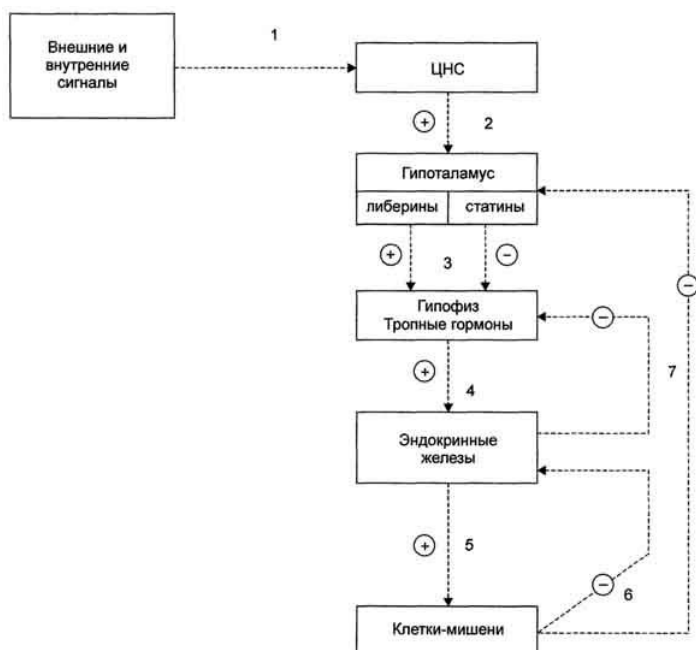 Внешние и
внутренние
сигналы
1
ЦНС
+
2
Гипоталамус
либерины
статины
+
3
−
−
Гипофиз
Тропные гормоны
−
+
4
7
Эндокринные
железы
+
5
−
6
Клетки-мишени